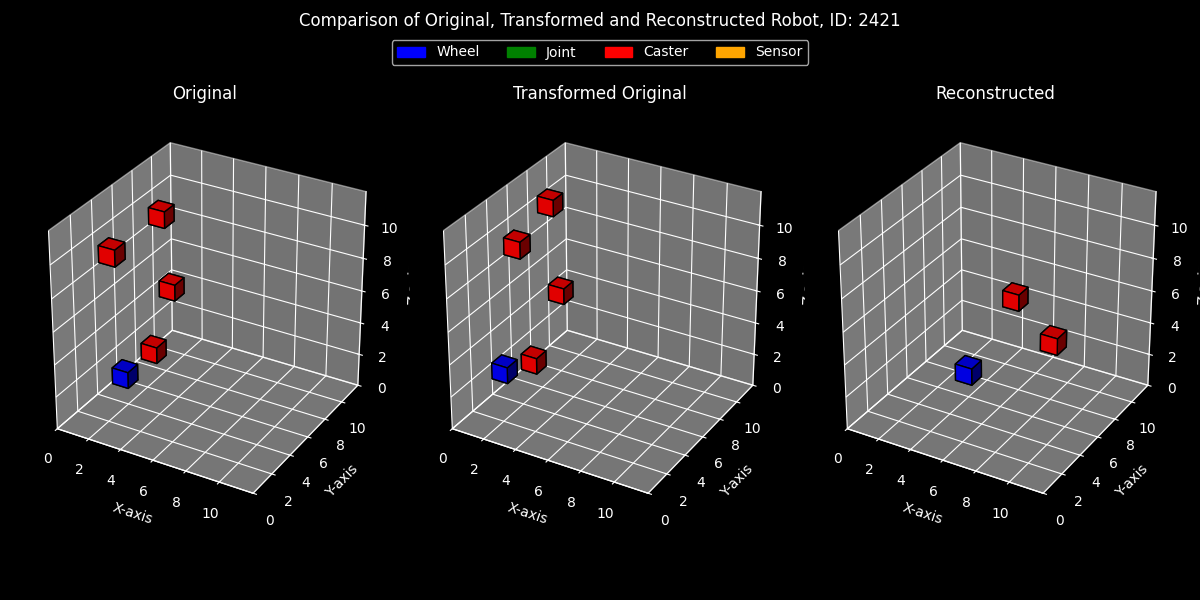 Comparison of Original, Transformed and Reconstructed Robot, ID: 2421
Wheel Joint Caster Sensor
Original Transformed Original Reconstructed
10 10 10
8 8 8
6 6 6
4 4 4
2 2 2
0 0 0
0 2 4 6 8 10 0 2 4 6 8 10 0 2 4 6 8 10
0 2 4 6 8 10 0 2 4 6 8 10 0 2 4 6 8 10
X-axis Y-axis X-axis Y-axis X-axis Y-axis